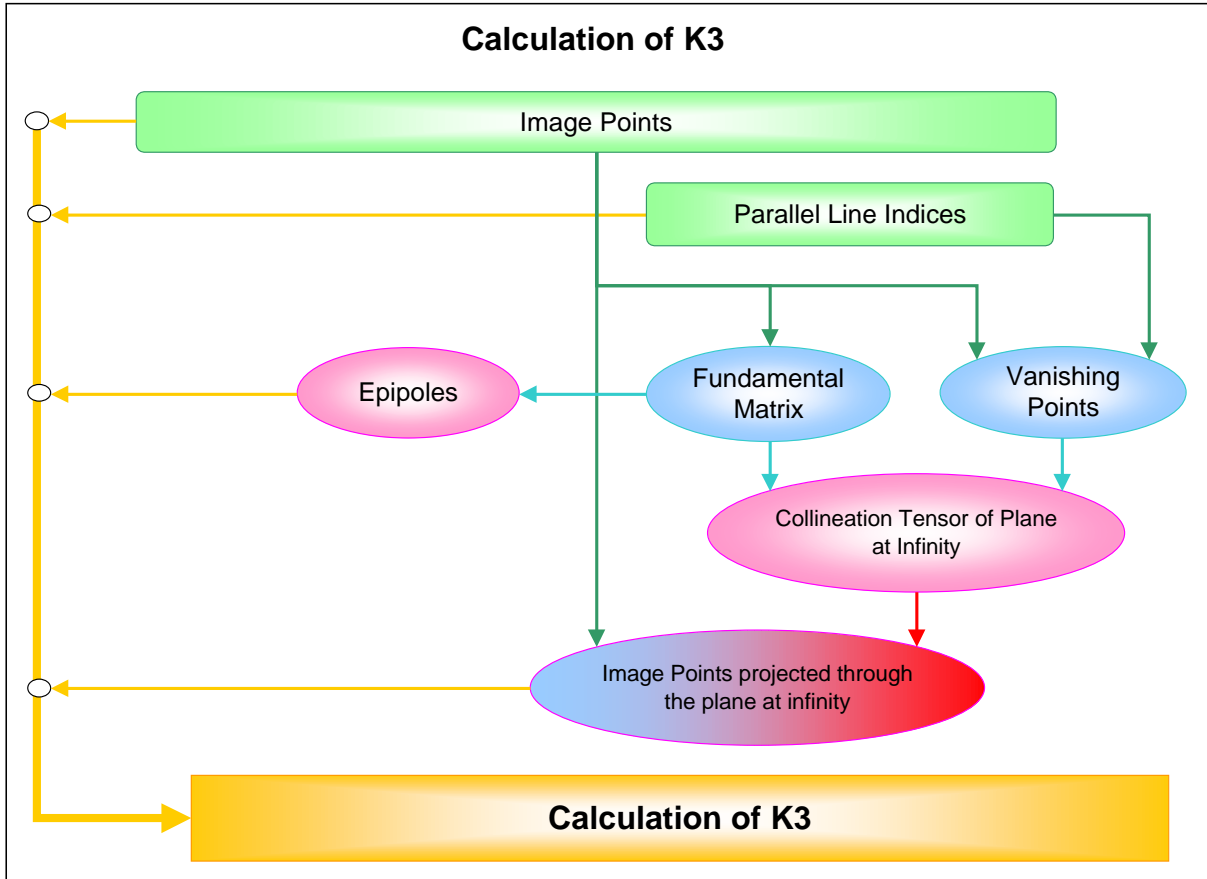 Calculation of K3
Image Points
Parallel Line Indices
Epipoles
Fundamental
Matrix
Vanishing
Points
Collineation Tensor of Plane
at Infinity
Image Points projected through
the plane at infinity
Calculation of K3